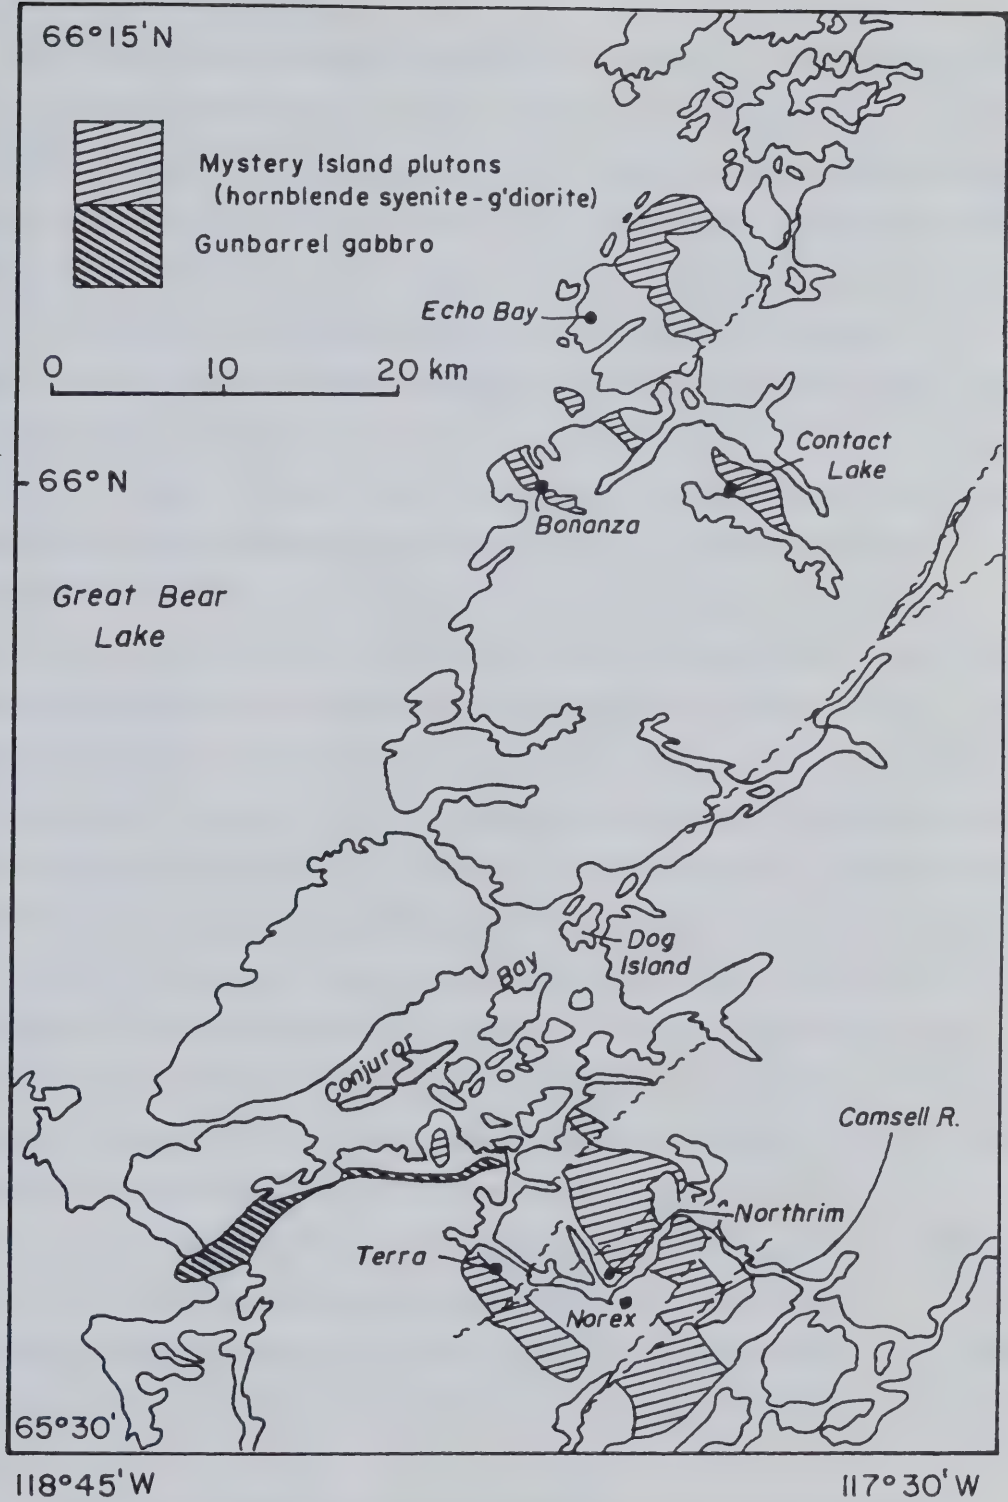 66°15'N
Mystery Island plutons
(hornblende syenite-g'diorite)
Gunbarrel gabbro
Echo Bay
0 10 20 km
Contact
Lake
66°N
Bonanza
Great Bear
Lake
Dog
Island
Conjuror Bay
Camsell R.
Northrim
Terra
Norex
65°30'
118°45'W
117°30'W